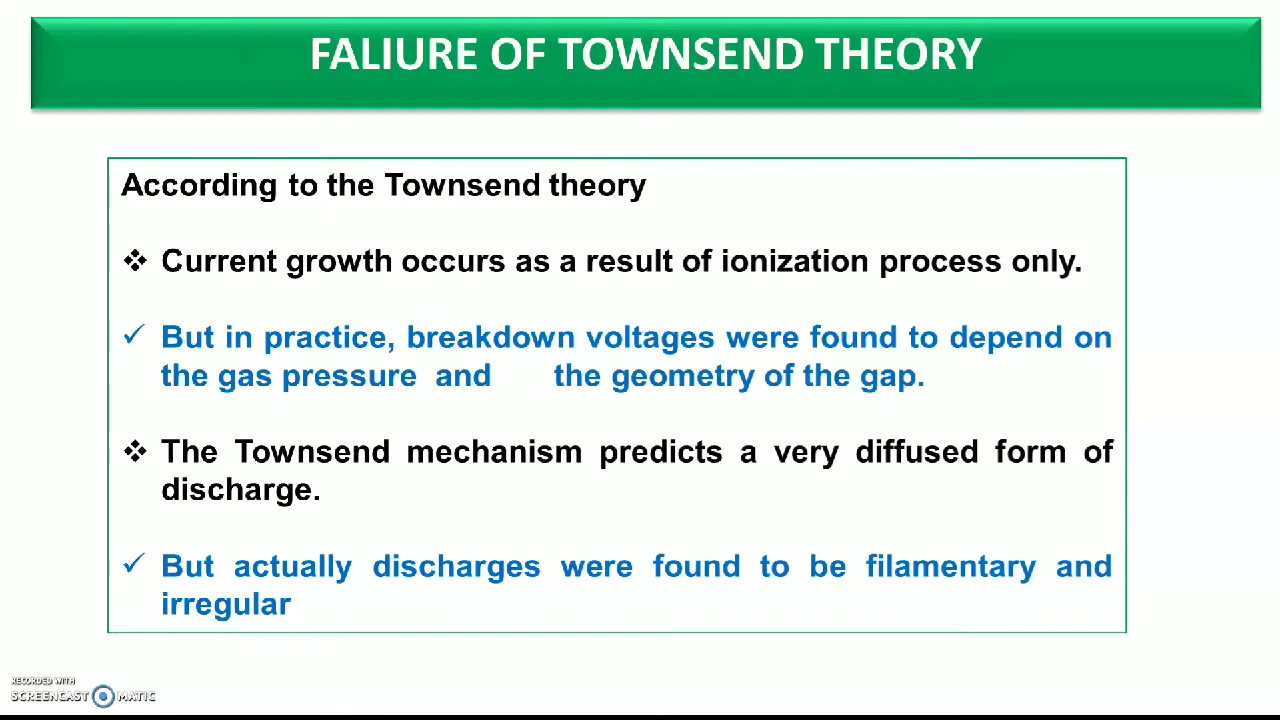 FALIURE OF TOWNSEND THEORY
According to the Townsend theory
❖ Current growth occurs as a result of ionization process only.
✓ But in practice, breakdown voltages were found to depend on
the gas pressure and the geometry of the gap.
❖ The Townsend mechanism predicts a very diffused form of
discharge.
✓ But actually discharges were found to be filamentary and
irregular
RECORDED WITH
SCREENCAST MATIC